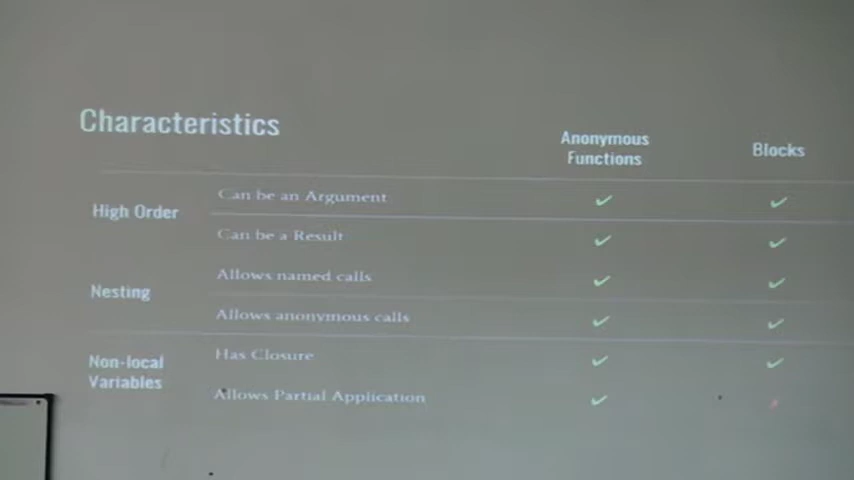 Characteristics
Anonymous Functions
Blocks
High Order
Can be an Argument ✓ ✓
Can be a Result ✓ ✓
Nesting
Allows named calls ✓ ✓
Allows anonymous calls ✓ ✓
Non-local Variables
Has Closure ✓ ✓
Allows Partial Application ✓